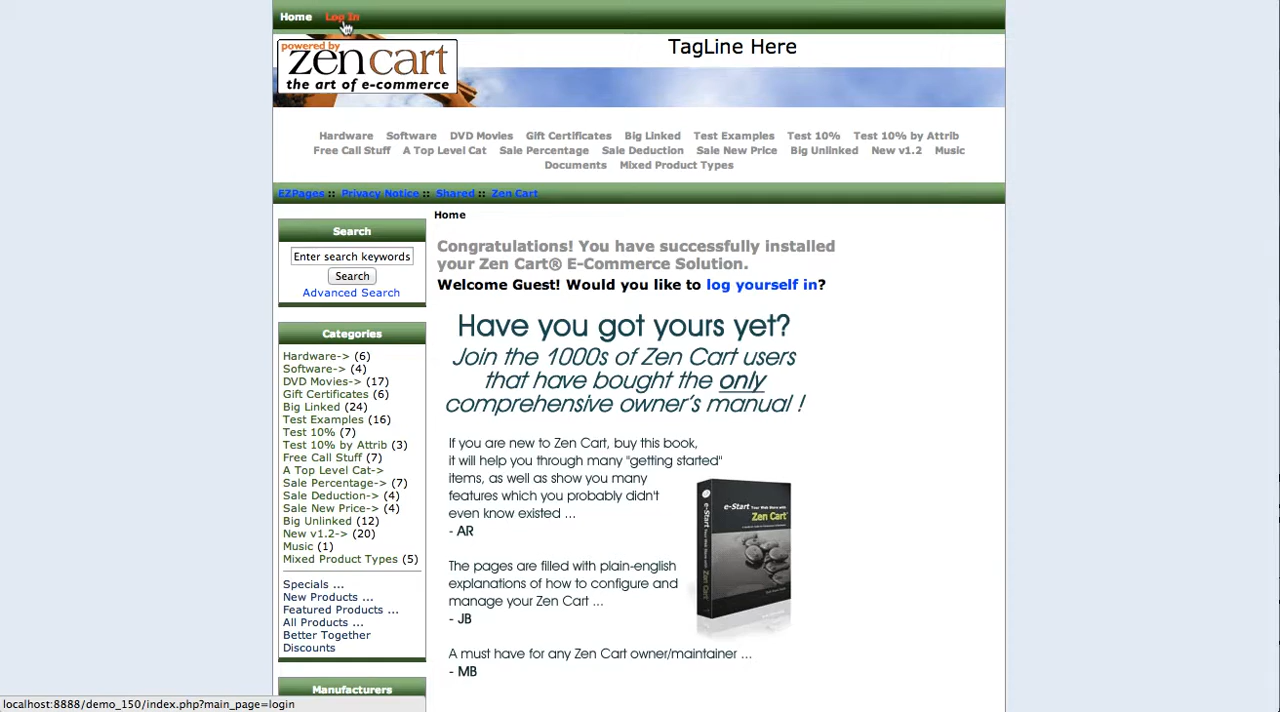 Home Log In
powered by
zencart
the art of e-commerce
TagLine Here
Hardware Software DVD Movies Gift Certificates Big Linked Test Examples Test 10% Test 10% by Attrib
Free Call Stuff A Top Level Cat Sale Percentage Sale Deduction Sale New Price Big Unlinked New v1.2 Music
Documents Mixed Product Types
EZPages :: Privacy Notice :: Shared :: Zen Cart
Home
Search
Enter search keywords
Search
Advanced Search
Categories
Hardware-> (6)
Software-> (4)
DVD Movies-> (17)
Gift Certificates (6)
Big Linked (24)
Test Examples (16)
Test 10% (7)
Test 10% by Attrib (3)
Free Call Stuff (7)
A Top Level Cat->
Sale Percentage-> (7)
Sale Deduction-> (4)
Sale New Price-> (4)
Big Unlinked (12)
New v1.2-> (20)
Music (1)
Mixed Product Types (5)
Specials ...
New Products ...
Featured Products ...
All Products ...
Better Together
Discounts
Manufacturers
Congratulations! You have successfully installed
your Zen Cart® E-Commerce Solution.
Welcome Guest! Would you like to log yourself in?
Have you got yours yet?
Join the 1000s of Zen Cart users
that have bought the only
comprehensive owner's manual !
If you are new to Zen Cart, buy this book,
it will help you through many "getting started"
items, as well as show you many
features which you probably didn't
even know existed ...
- AR
The pages are filled with plain-english
explanations of how to configure and
manage your Zen Cart ...
- JB
A must have for any Zen Cart owner/maintainer ...
- MB
e-Start Your Web Store with
Zen Cart
localhost:8888/demo_150/index.php?main_page=login